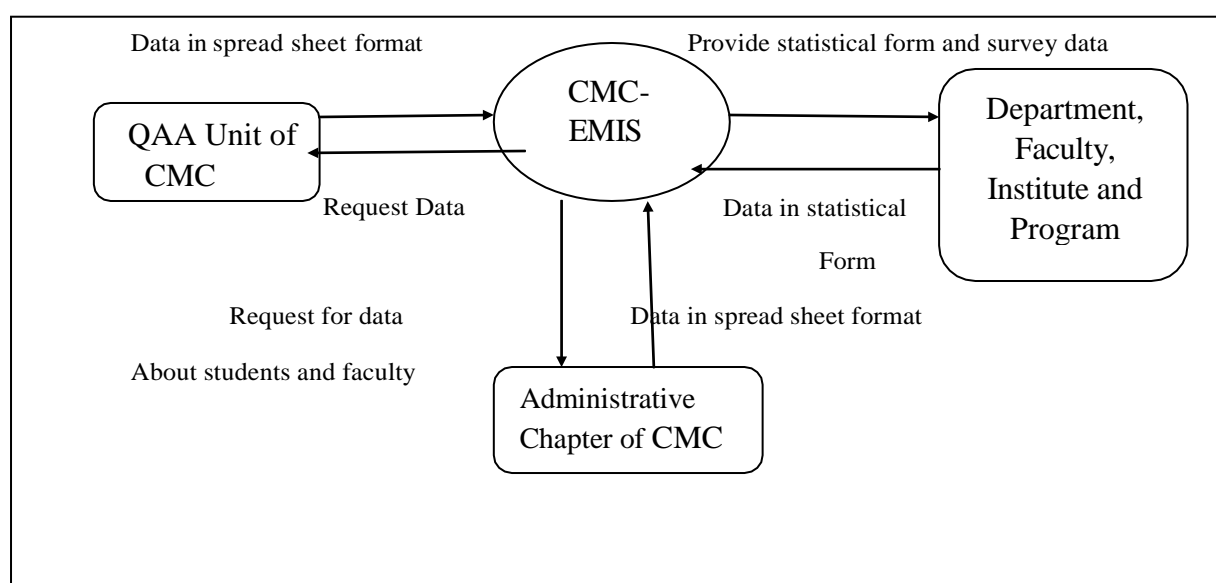 Data in spread sheet format
Provide statistical form and survey data
CMC-
EMIS
QAA Unit of
CMC
Department,
Faculty,
Institute and
Program
Request Data
Data in statistical
Form
Request for data
About students and faculty
Data in spread sheet format
Administrative
Chapter of CMC